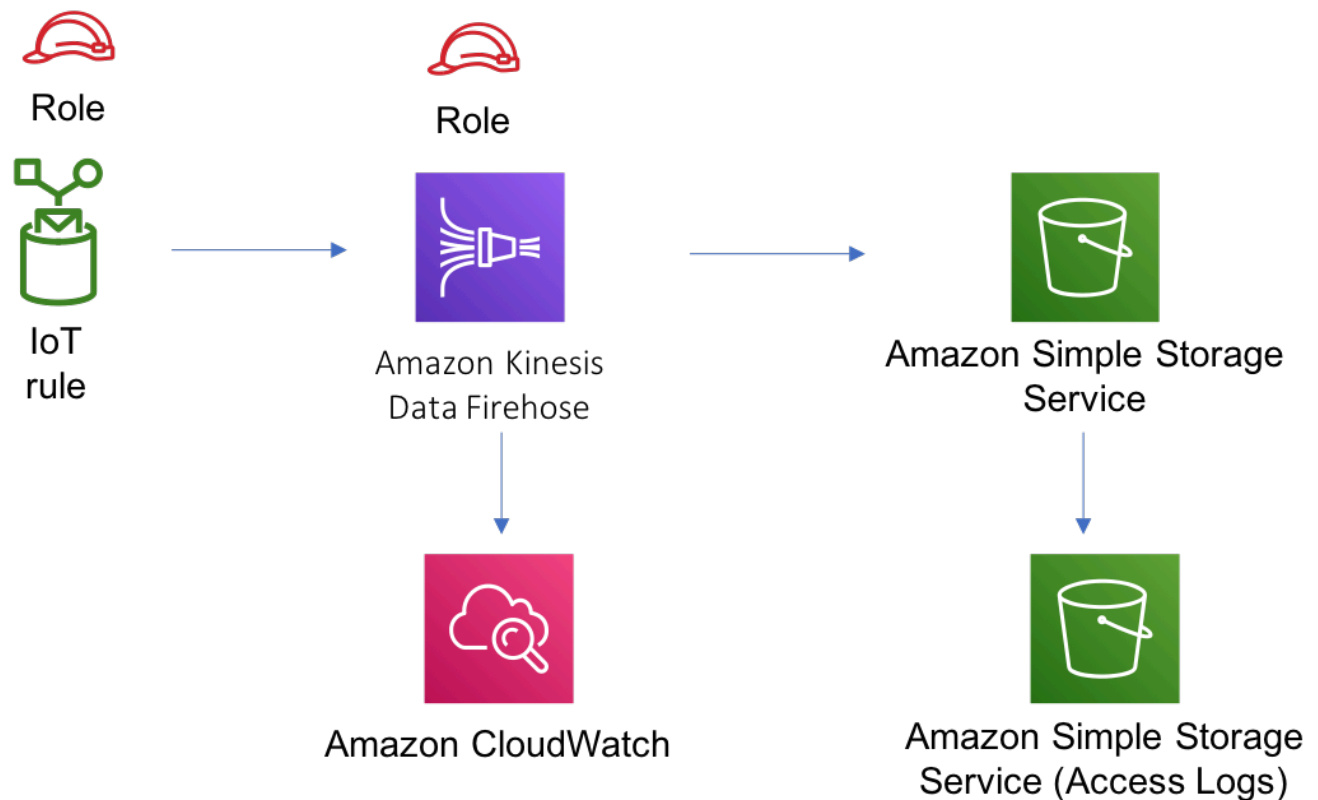 Role
Role
IoT
rule
Amazon Kinesis
Data Firehose
Amazon Simple Storage
Service
Amazon CloudWatch
Amazon Simple Storage
Service (Access Logs)